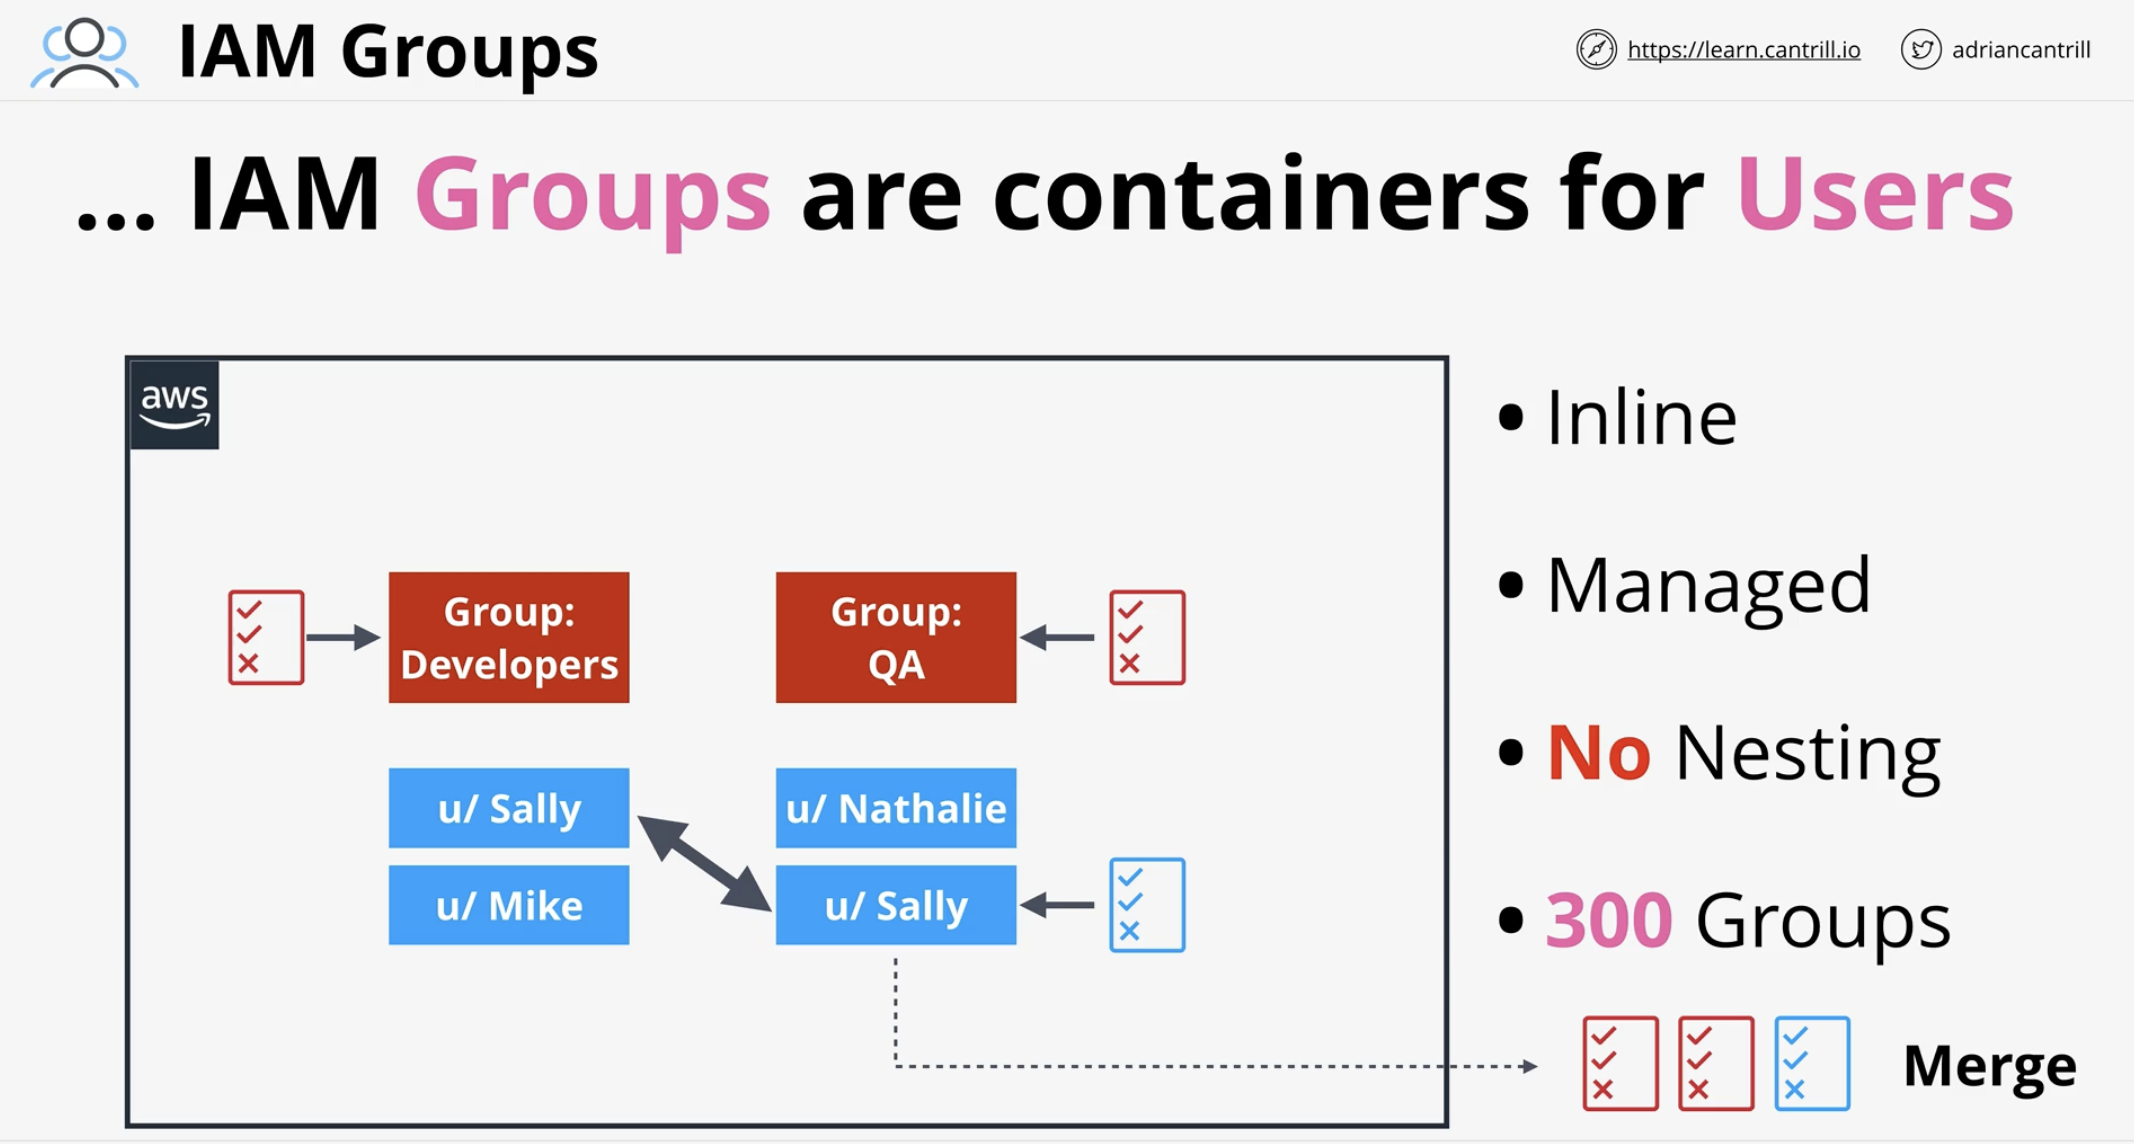 IAM Groups
https://learn.cantrill.io
adriancantrill
... IAM Groups are containers for Users
aws
Group:
Developers
Group:
QA
u/ Sally
u/ Nathalie
u/ Mike
u/ Sally
• Inline
• Managed
• No Nesting
• 300 Groups
Merge